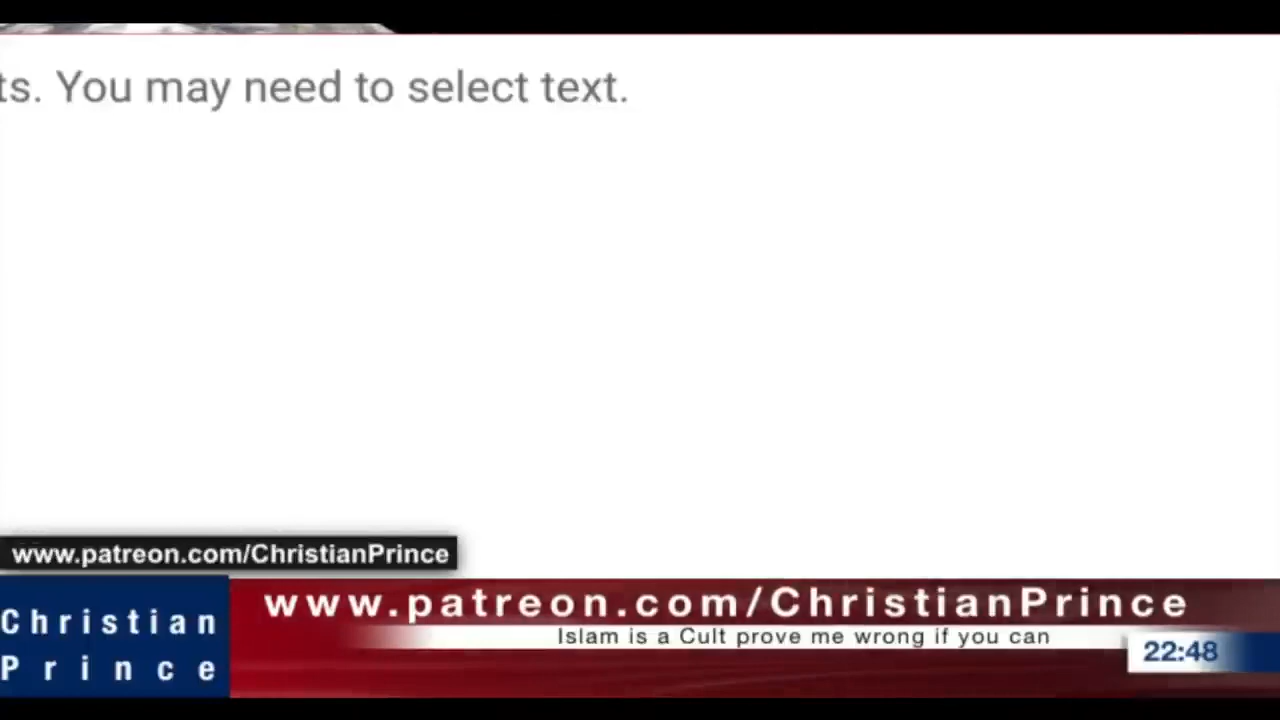 ts. You may need to select text.
www.patreon.com/ChristianPrince
Christian
Prince
www.patreon.com/ChristianPrince
Islam is a Cult prove me wrong if you can
22:48